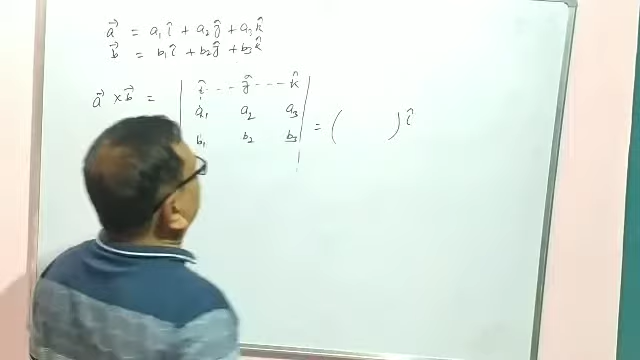 a⃗ = a₁î + a₂ĵ + a₃k̂
b⃗ = b₁î + b₂ĵ + b₃k̂
a⃗ × b⃗ = | î ĵ k̂ |
a₁ a₂ a₃ = ( ) î
b₁ b₂ b₃